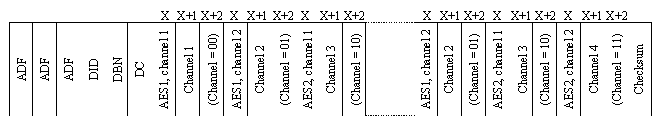 X X+1 X+2 X X+1 X+2 X X+1 X+2 X X+1 X+2 X X+1 X+2 X X+1 X+2
ADF
ADF
ADF
DID
DBN
DC
AES1, channel 1
Channel 1
(Channel = 00)
AES1, channel 2
Channel 2
(Channel = 01)
AES2, channel 1
Channel 3
(Channel = 10)
AES1, channel 2
Channel 2
(Channel = 01)
AES2, channel 1
Channel 3
(Channel = 10)
AES2, channel 2
Channel 4
(Channel = 11)
Checksum